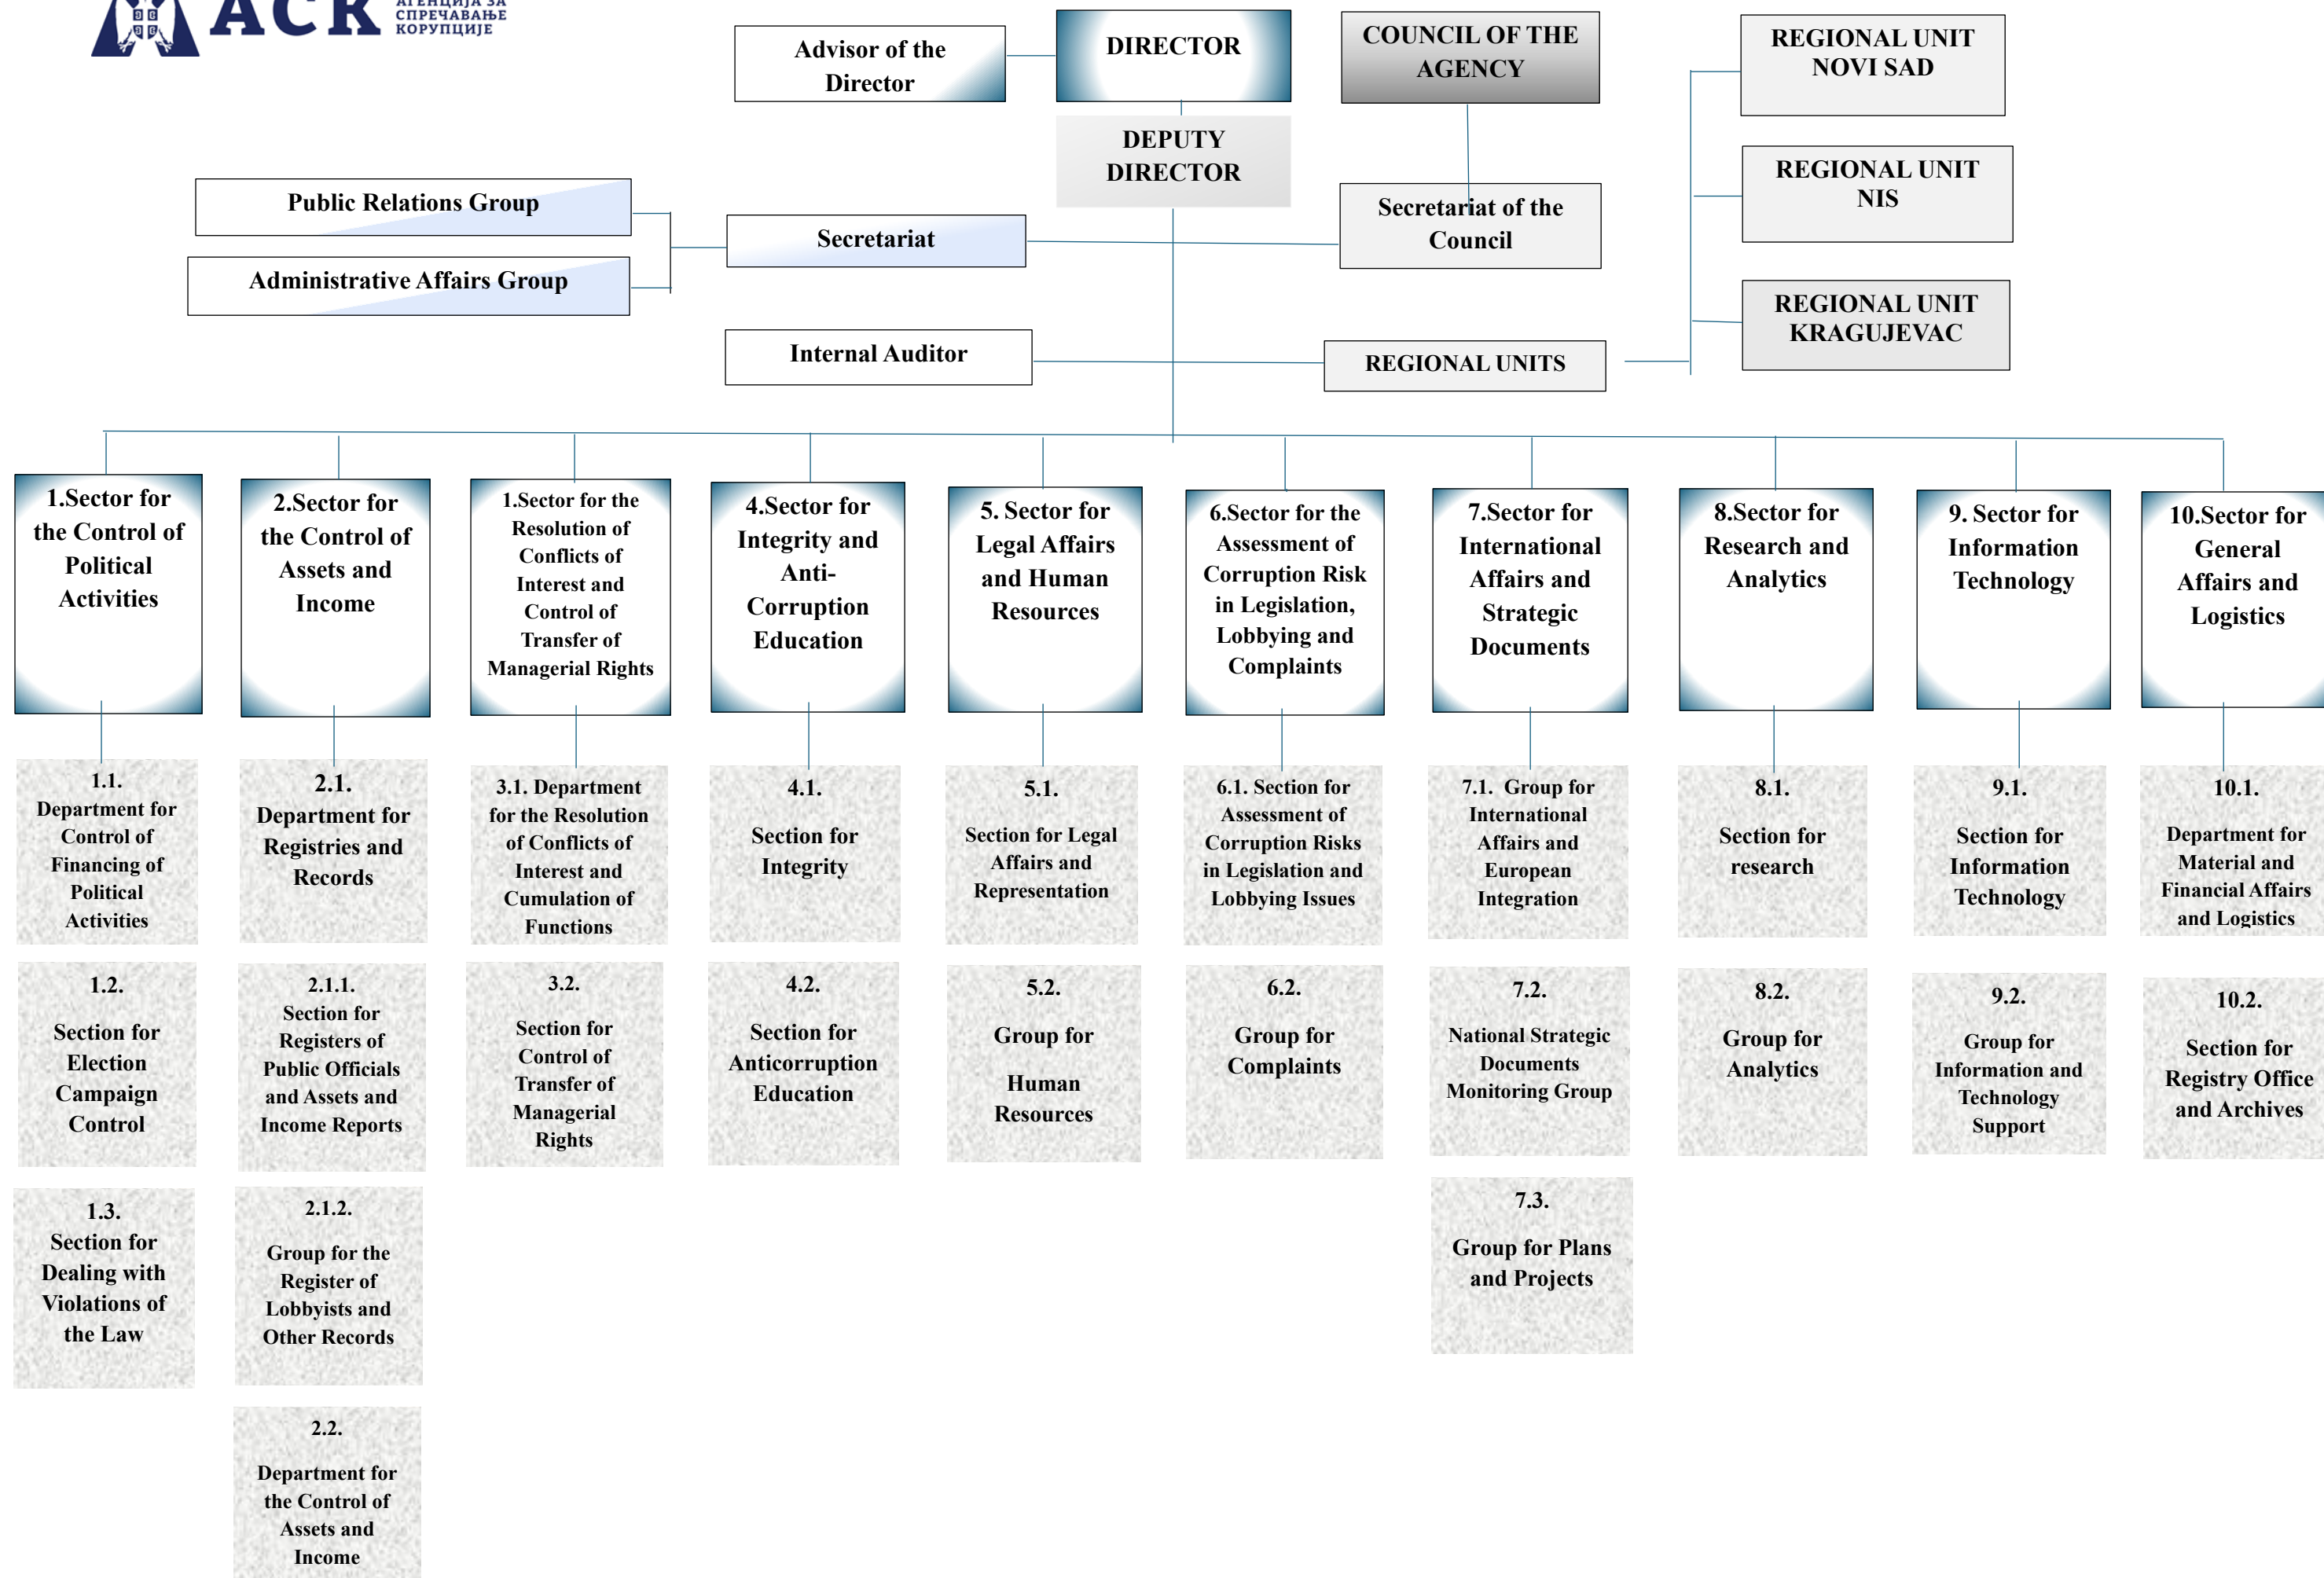 АСК
АГЕНЦИЈА ЗА
СПРЕЧАВАЊЕ
КОРУПЦИЈЕ
Advisor of the
Director
DIRECTOR
COUNCIL OF THE
AGENCY
REGIONAL UNIT
NOVI SAD
DEPUTY
DIRECTOR
REGIONAL UNIT
NIS
Public Relations Group
Secretariat
Secretariat of the
Council
Administrative Affairs Group
REGIONAL UNIT
KRAGUJEVAC
Internal Auditor
REGIONAL UNITS
1.Sector for
the Control of
Political
Activities
2.Sector for
the Control of
Assets and
Income
1.Sector for the
Resolution of
Conflicts of
Interest and
Control of
Transfer of
Managerial Rights
4.Sector for
Integrity and
Anti-
Corruption
Education
5. Sector for
Legal Affairs
and Human
Resources
6.Sector for the
Assessment of
Corruption Risk
in Legislation,
Lobbying and
Complaints
7.Sector for
International
Affairs and
Strategic
Documents
8.Sector for
Research and
Analytics
9. Sector for
Information
Technology
10.Sector for
General
Affairs and
Logistics
1.1.
Department for
Control of
Financing of
Political
Activities
2.1.
Department for
Registries and
Records
3.1. Department
for the Resolution
of Conflicts of
Interest and
Cumulation of
Functions
4.1.
Section for
Integrity
5.1.
Section for Legal
Affairs and
Representation
6.1. Section for
Assessment of
Corruption Risks
in Legislation and
Lobbying Issues
7.1. Group for
International
Affairs and
European
Integration
8.1.
Section for
research
9.1.
Section for
Information
Technology
10.1.
Department for
Material and
Financial Affairs
and Logistics
1.2.
Section for
Election
Campaign
Control
2.1.1.
Section for
Registers of
Public Officials
and Assets and
Income Reports
3.2.
Section for
Control of
Transfer of
Managerial
Rights
4.2.
Section for
Anticorruption
Education
5.2.
Group for
Human
Resources
6.2.
Group for
Complaints
7.2.
National Strategic
Documents
Monitoring Group
8.2.
Group for
Analytics
9.2.
Group for
Information and
Technology
Support
10.2.
Section for
Registry Office
and Archives
1.3.
Section for
Dealing with
Violations of
the Law
2.1.2.
Group for the
Register of
Lobbyists and
Other Records
7.3.
Group for Plans
and Projects
2.2.
Department for
the Control of
Assets and
Income